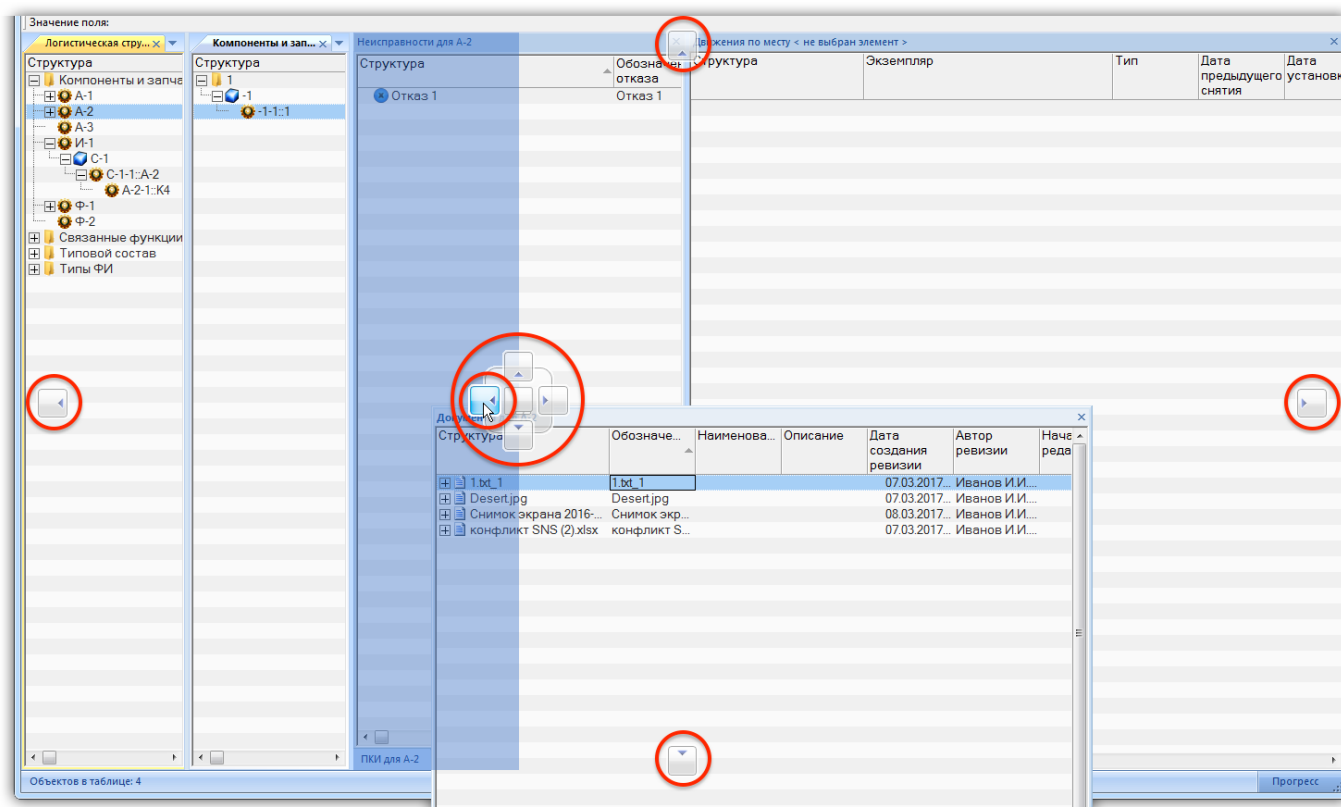 Значение поля:
Логистическая стру...
Компоненты и зап...
Неисправности для А-2
Движения по месту < не выбран элемент >
Структура
Структура
Структура
Обозначен
отказа
Структура
Экземпляр
Тип
Дата
предыдущего
снятия
Дата
установк
Компоненты и запча
А-1
А-2
А-3
И-1
С-1
С-1-1::А-2
А-2-1::К4
Ф-1
Ф-2
Связанные функции
Типовой состав
Типы ФИ
1
-1
-1-1::1
Отказ 1
Отказ 1
Структура
Обозначе...
Наименова...
Описание
Дата
создания
ревизии
Автор
ревизии
Нача
реда
1.txt_1
1.txt_1
07.03.2017...
Иванов И.И....
Desert.jpg
Desert.jpg
07.03.2017...
Иванов И.И....
Снимок экрана 2016-...
Снимок экр...
08.03.2017...
Иванов И.И....
конфликт SNS (2).xlsx
конфликт S...
07.03.2017...
Иванов И.И....
ПКИ для А-2
Объектов в таблице: 4
Прогресс